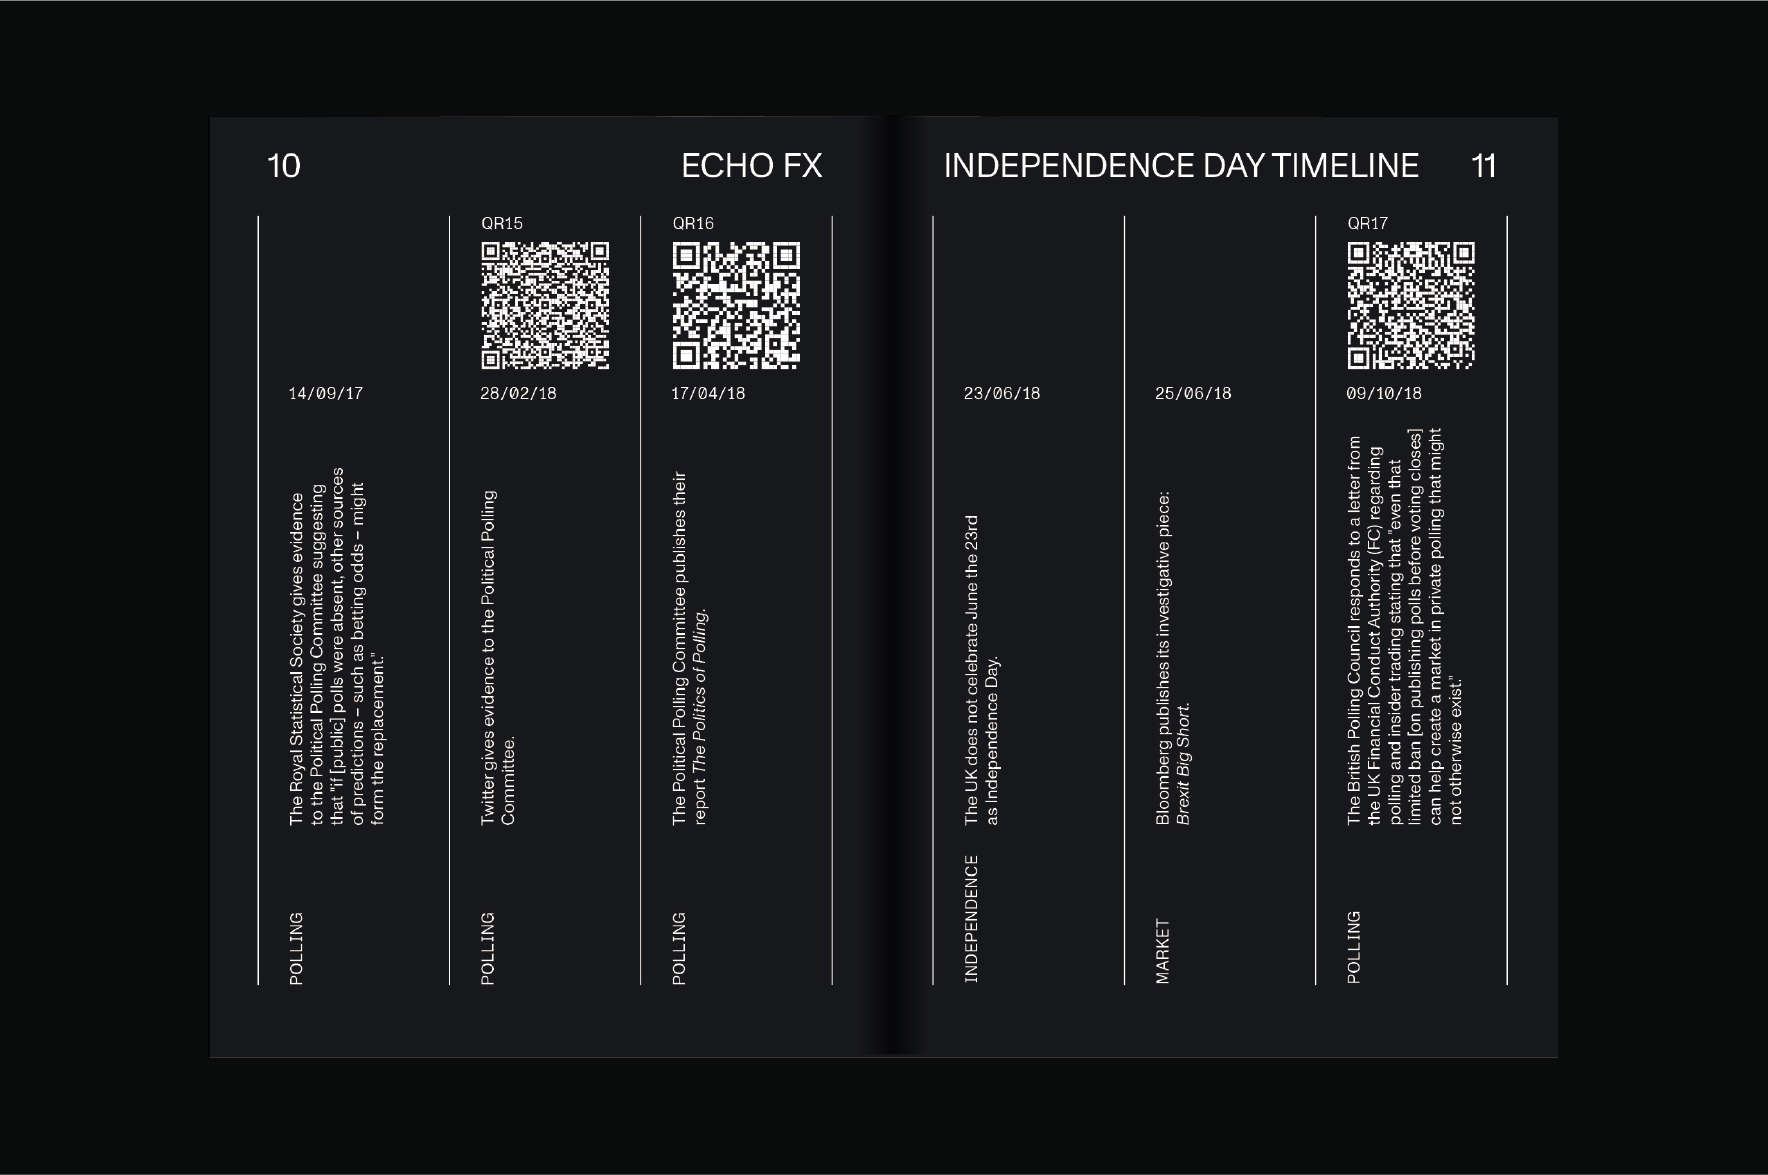 10
ECHO FX
14/09/17
The Royal Statistical Society gives evidence
to the Political Polling Committee suggesting
that "if [public] polls were absent, other sources
of predictions – such as betting odds – might
form the replacement."
POLLING
QR15
28/02/18
Twitter gives evidence to the Political Polling
Committee.
POLLING
QR16
17/04/18
The Political Polling Committee publishes their
report The Politics of Polling.
POLLING
INDEPENDENCE DAY TIMELINE
11
23/06/18
The UK does not celebrate June the 23rd
as Independence Day.
INDEPENDENCE
25/06/18
Bloomberg publishes its investigative piece:
Brexit Big Short.
MARKET
QR17
09/10/18
The British Polling Council responds to a letter from
the UK Financial Conduct Authority (FC) regarding
polling and insider trading stating that "even that
limited ban [on publishing polls before voting closes]
can help create a market in private polling that might
not otherwise exist."
POLLING